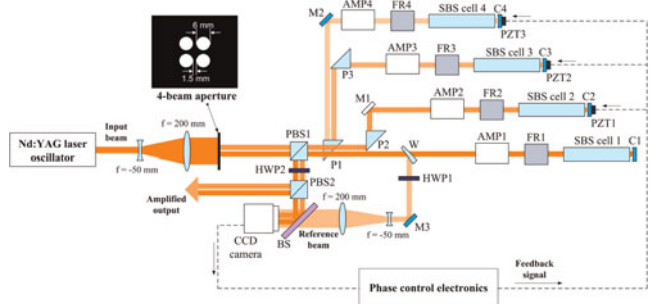 M2
AMP4
FR4
SBS cell 4
C4
PZT3
6 mm
1.5 mm
4-beam aperture
P3
AMP3
FR3
SBS cell 3
C3
PZT2
M1
AMP2
FR2
SBS cell 2
C2
PZT1
Nd:YAG laser
oscillator
Input
beam
f = 200 mm
f = -50 mm
PBS1
P1
P2
W
AMP1
FR1
SBS cell 1
C1
HWP2
PBS2
HWP1
Amplified
output
f = 200 mm
Reference
beam
f = -50 mm
M3
CCD
camera
BS
Phase control electronics
Feedback
signal